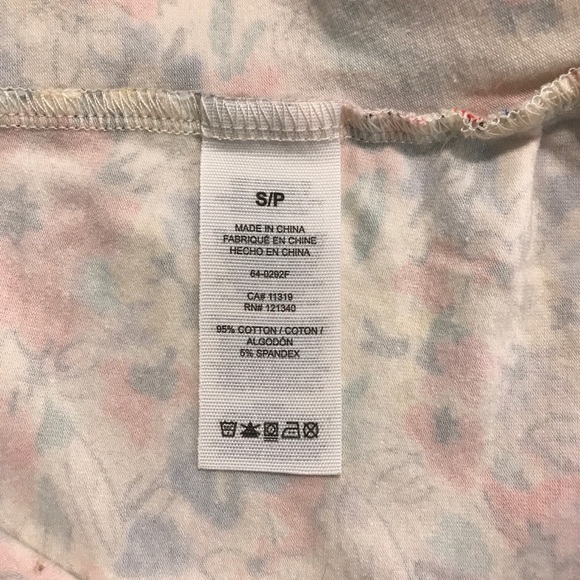 S/P
MADE IN CHINA
FABRIQUÉ EN CHINE
HECHO EN CHINA
64-0292F
CA# 11319
RN# 121340
95% COTTON / COTON /
ALGODÓN
5% SPANDEX